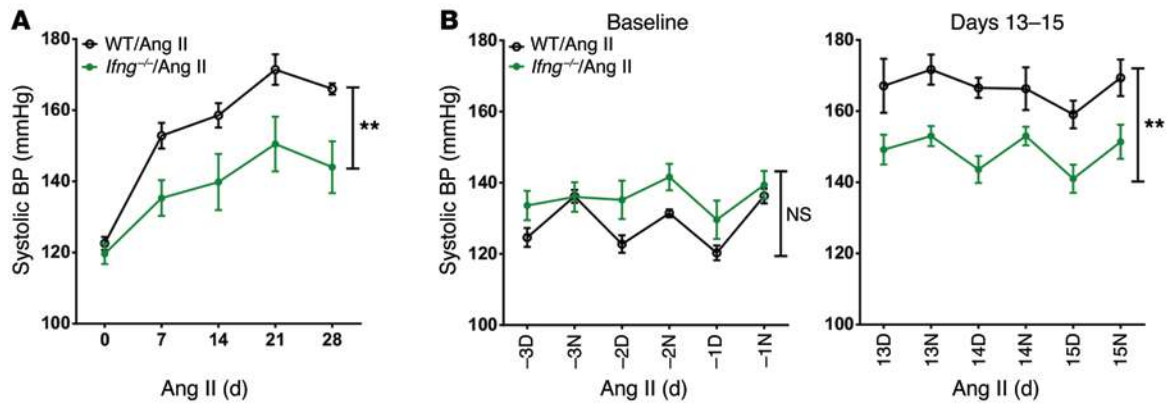 A
WT/Ang II
Ifng–/–/Ang II
Systolic BP (mmHg)
180
160
140
120
100
**
0 7 14 21 28
Ang II (d)
B
Baseline
WT/Ang II
Ifng–/–/Ang II
Systolic BP (mmHg)
180
160
140
120
100
NS
–3D –3N –2D –2N –1D –1N
Ang II (d)
Days 13–15
180
160
140
120
100
**
13D 13N 14D 14N 15D 15N
Ang II (d)